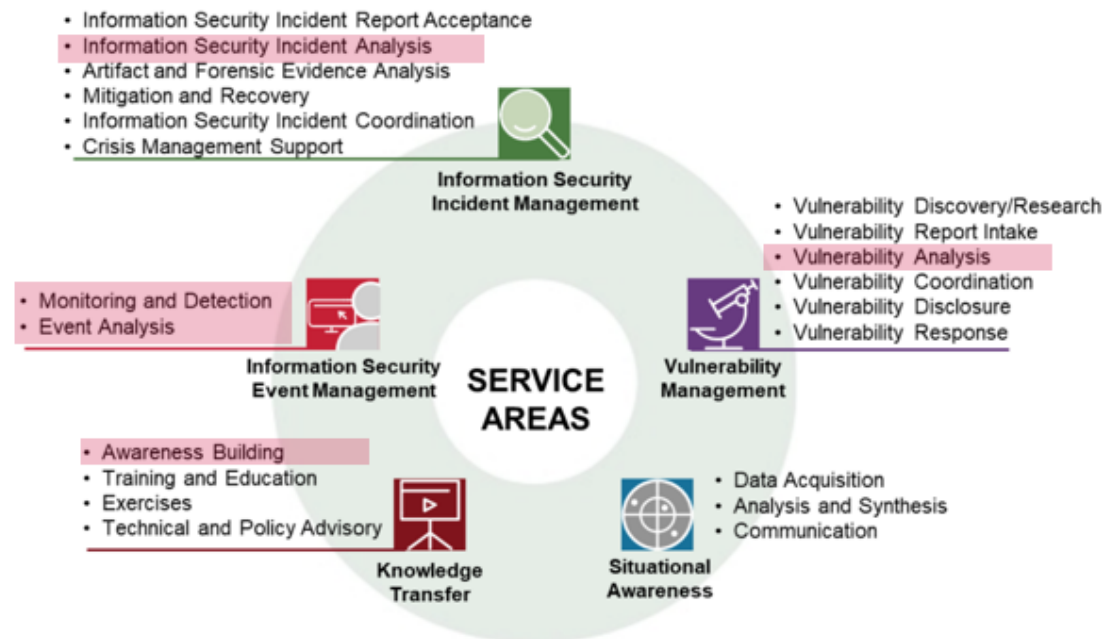 • Information Security Incident Report Acceptance
• Information Security Incident Analysis
• Artifact and Forensic Evidence Analysis
• Mitigation and Recovery
• Information Security Incident Coordination
• Crisis Management Support
Information Security
Incident Management
• Vulnerability Discovery/Research
• Vulnerability Report Intake
• Vulnerability Analysis
• Vulnerability Coordination
• Vulnerability Disclosure
• Vulnerability Response
Vulnerability
Management
• Monitoring and Detection
• Event Analysis
Information Security
Event Management
SERVICE
AREAS
• Awareness Building
• Training and Education
• Exercises
• Technical and Policy Advisory
Knowledge
Transfer
• Data Acquisition
• Analysis and Synthesis
• Communication
Situational
Awareness